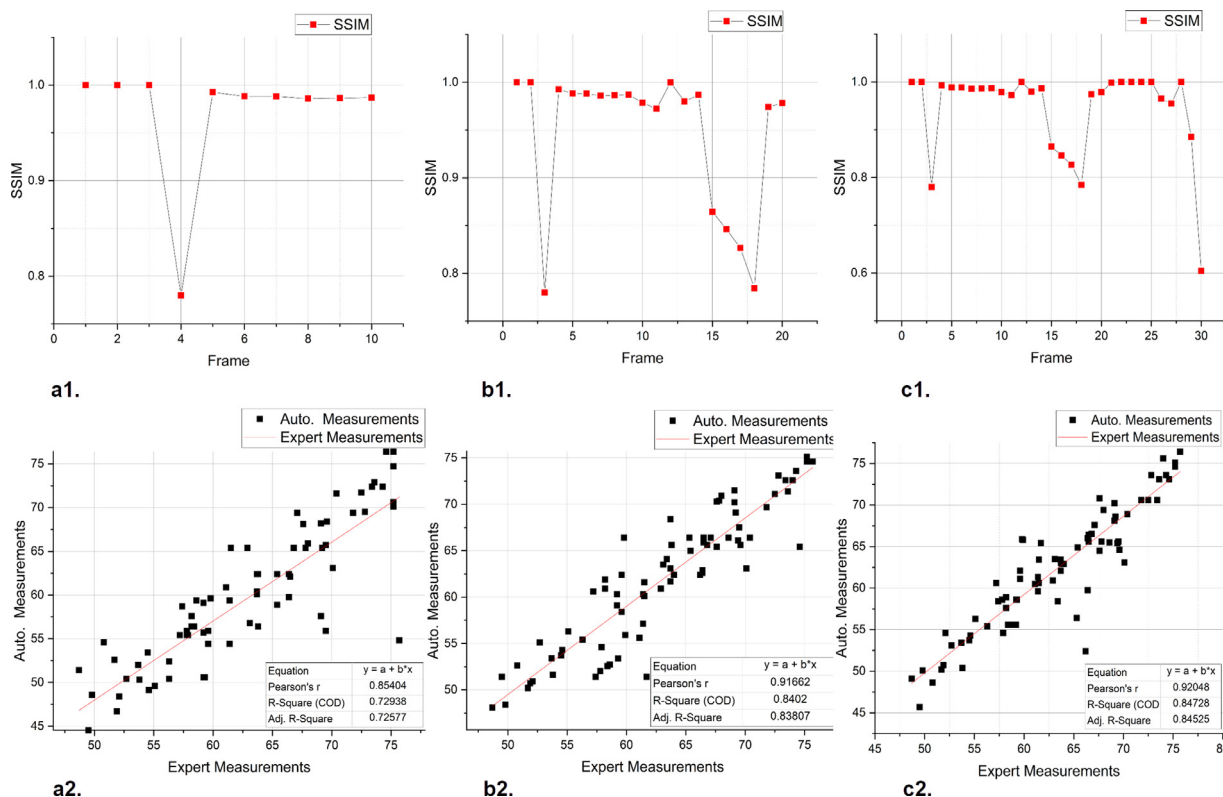 SSIM
1.0
0.9
0.8
SSIM
0
2
4
6
8
10
Frame
a1.
SSIM
1.0
0.9
0.8
SSIM
0
5
10
15
20
Frame
b1.
SSIM
1.0
0.8
0.6
SSIM
0
5
10
15
20
25
30
Frame
c1.
Auto. Measurements
Expert Measurements
75
70
65
60
55
50
45
Auto. Measurements
Equation y = a + b*x
Pearson's r 0.85404
R-Square (COD) 0.72938
Adj. R-Square 0.72577
50
55
60
65
70
75
Expert Measurements
a2.
Auto. Measurements
Expert Measurements
75
70
65
60
55
50
Auto. Measurements
Equation y = a + b*x
Pearson's r 0.91662
R-Square (COD) 0.8402
Adj. R-Square 0.83807
50
55
60
65
70
75
Expert Measurements
b2.
Auto. Measurements
Expert Measurements
75
70
65
60
55
50
45
Auto. Measurements
Equation y = a + b*x
Pearson's r 0.92048
R-Square (COD) 0.84728
Adj. R-Square 0.84525
45
50
55
60
65
70
75
Expert Measurements
c2.